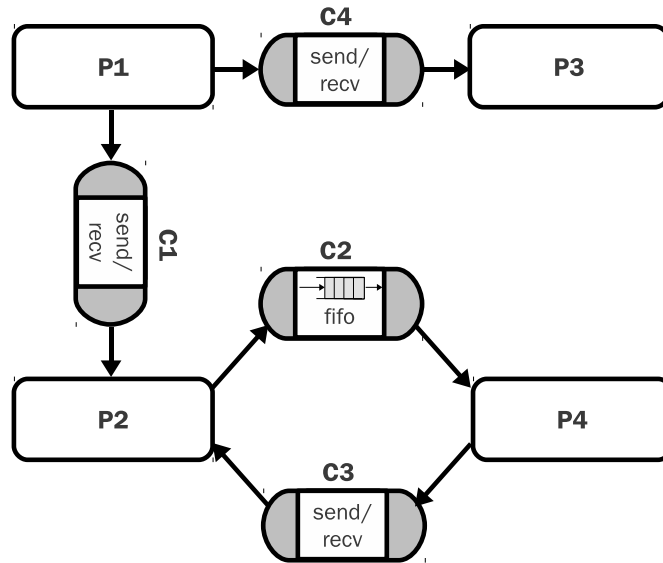 C4
P1
send/
recv
P3
send/
recv
C1
C2
fifo
P2
P4
C3
send/
recv